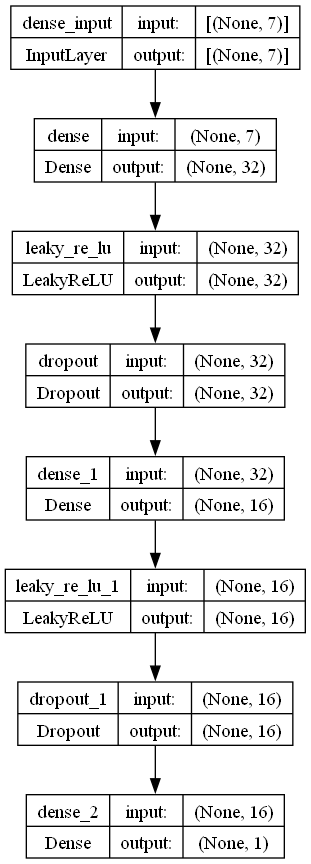 dense_input input: [(None, 7)]
InputLayer output: [(None, 7)]
dense input: (None, 7)
Dense output: (None, 32)
leaky_re_lu input: (None, 32)
LeakyReLU output: (None, 32)
dropout input: (None, 32)
Dropout output: (None, 32)
dense_1 input: (None, 32)
Dense output: (None, 16)
leaky_re_lu_1 input: (None, 16)
LeakyReLU output: (None, 16)
dropout_1 input: (None, 16)
Dropout output: (None, 16)
dense_2 input: (None, 16)
Dense output: (None, 1)